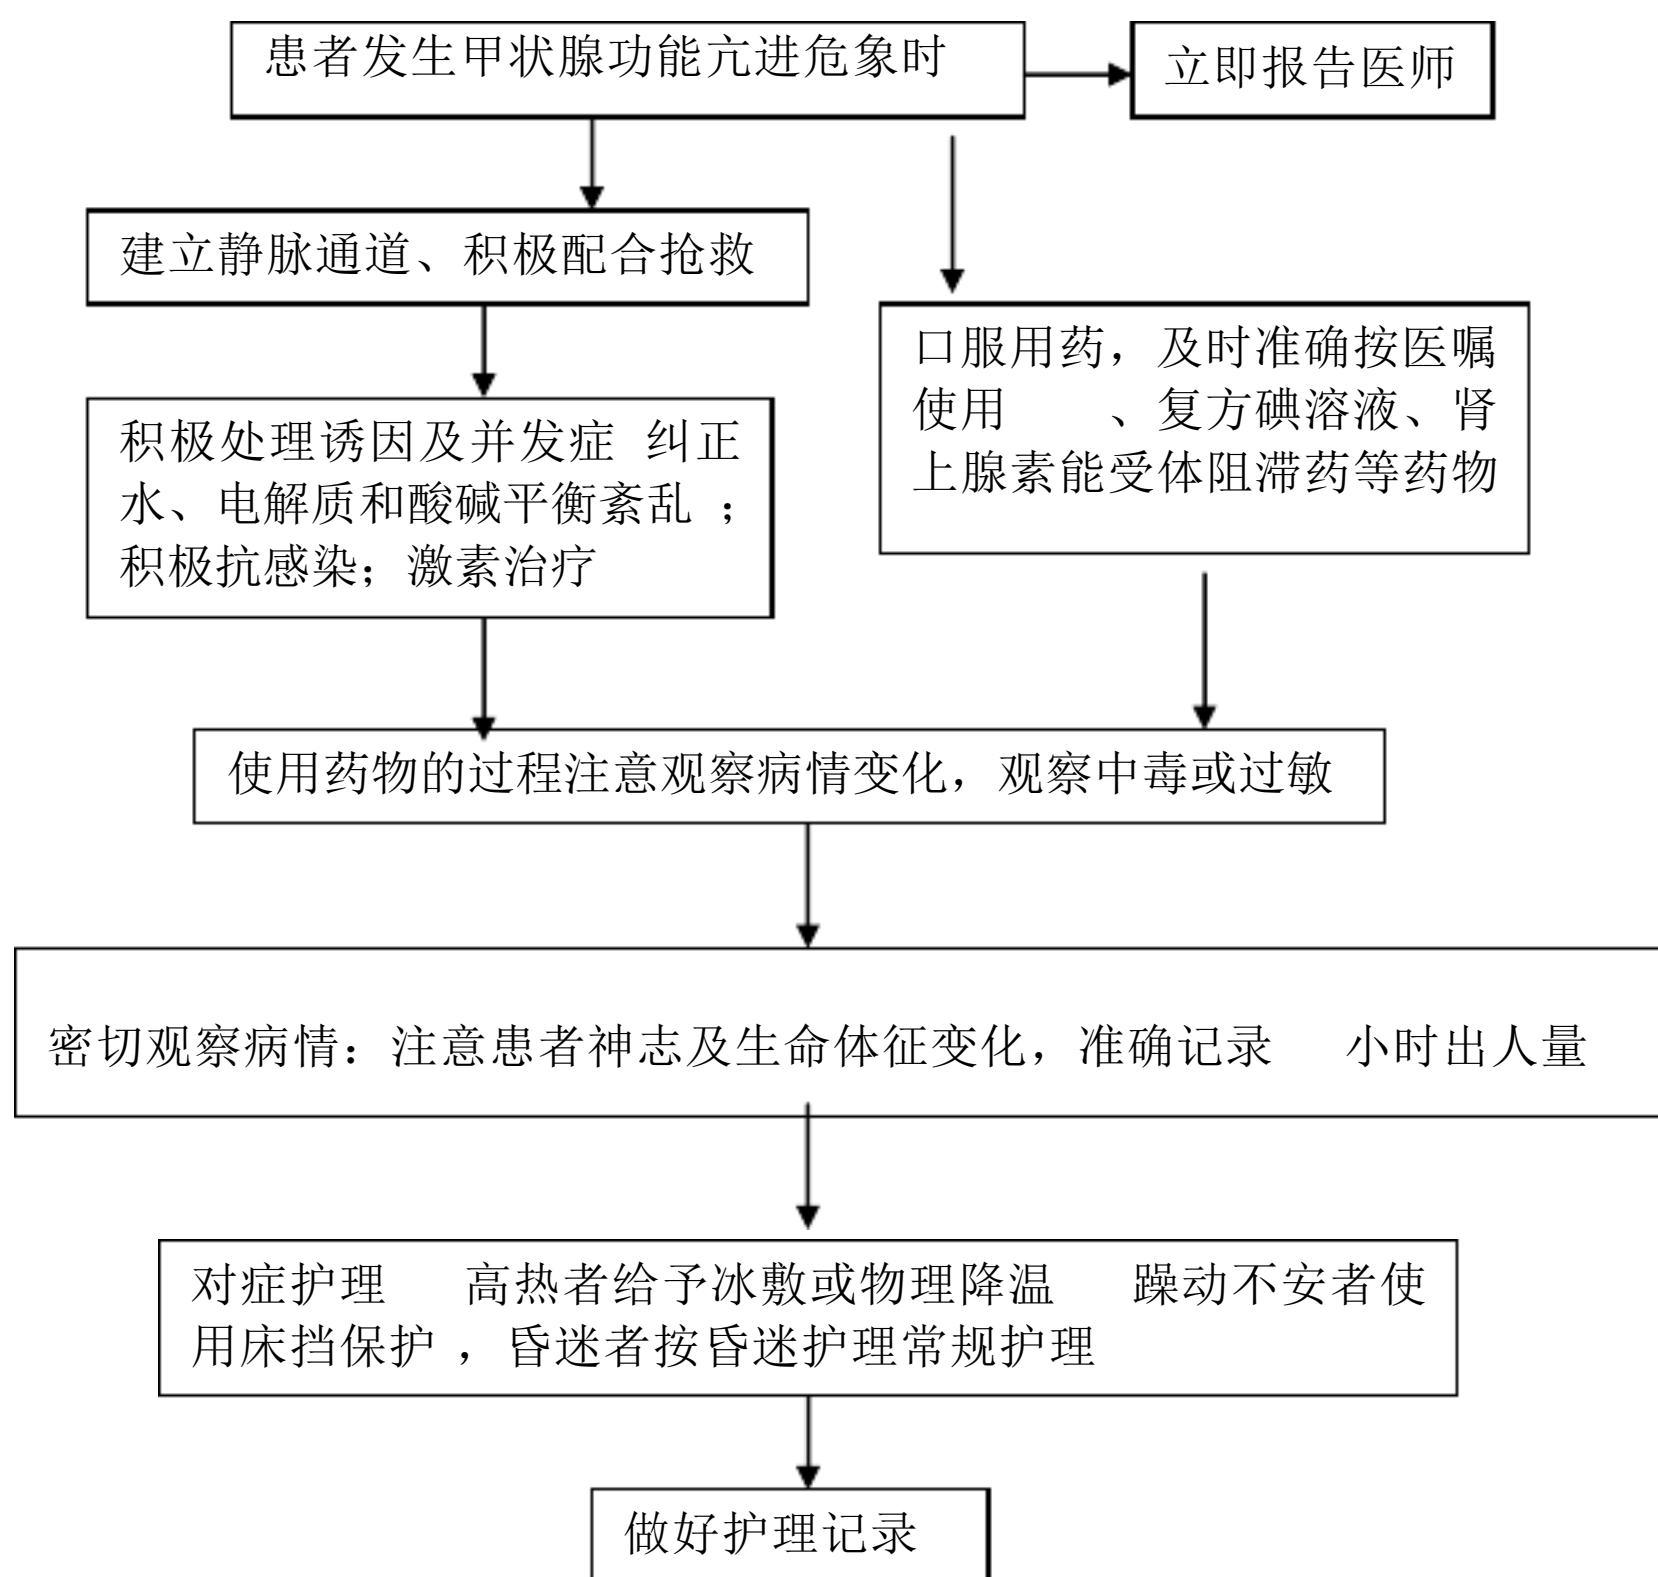 患者发生甲状腺功能亢进危象时
立即报告医师
建立静脉通道、积极配合抢救
口服用药，及时准确按医嘱
使用 、复方碘溶液、肾
上腺素能受体阻滞药等药物
积极处理诱因及并发症 纠正
水、电解质和酸碱平衡紊乱 ；
积极抗感染；激素治疗
使用药物的过程注意观察病情变化，观察中毒或过敏
密切观察病情：注意患者神志及生命体征变化，准确记录 小时出人量
对症护理 高热者给予冰敷或物理降温 躁动不安者使
用床挡保护 ，昏迷者按昏迷护理常规护理
做好护理记录